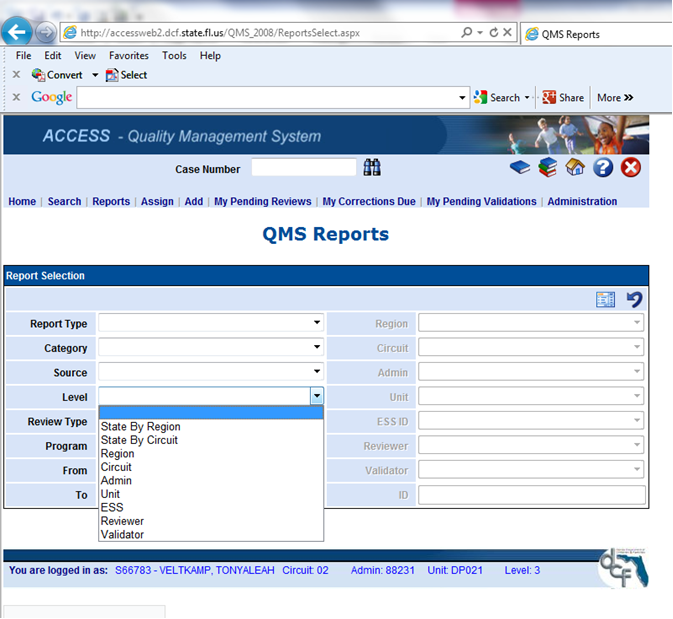 http://accessweb2.dcf.state.fl.us/QMS_2008/ReportsSelect.aspx QMS Reports
File Edit View Favorites Tools Help
x Convert Select
x Google Search Share More »
ACCESS - Quality Management System
Case Number
Home | Search | Reports | Assign | Add | My Pending Reviews | My Corrections Due | My Pending Validations | Administration
QMS Reports
Report Selection
Report Type Region
Category Circuit
Source Admin
Level Unit
Review Type ESS ID
Program Reviewer
From Validator
To ID
State By Region
State By Circuit
Region
Circuit
Admin
Unit
ESS
Reviewer
Validator
You are logged in as: S66783 - VELTKAMP, TONYALEAH Circuit: 02 Admin: 88231 Unit: DP021 Level: 3
dcf